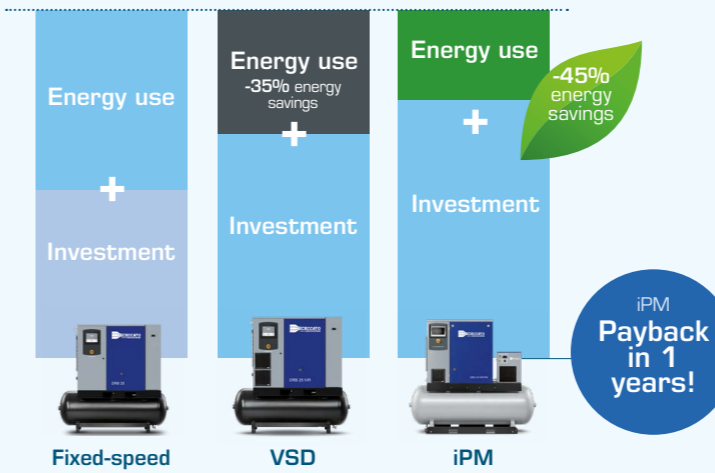 Energy use
Investment
Fixed-speed
Energy use
-35% energy
savings
Investment
VSD
Energy use
Investment
iPM
-45%
energy
savings
iPM
Payback
in 1
years!